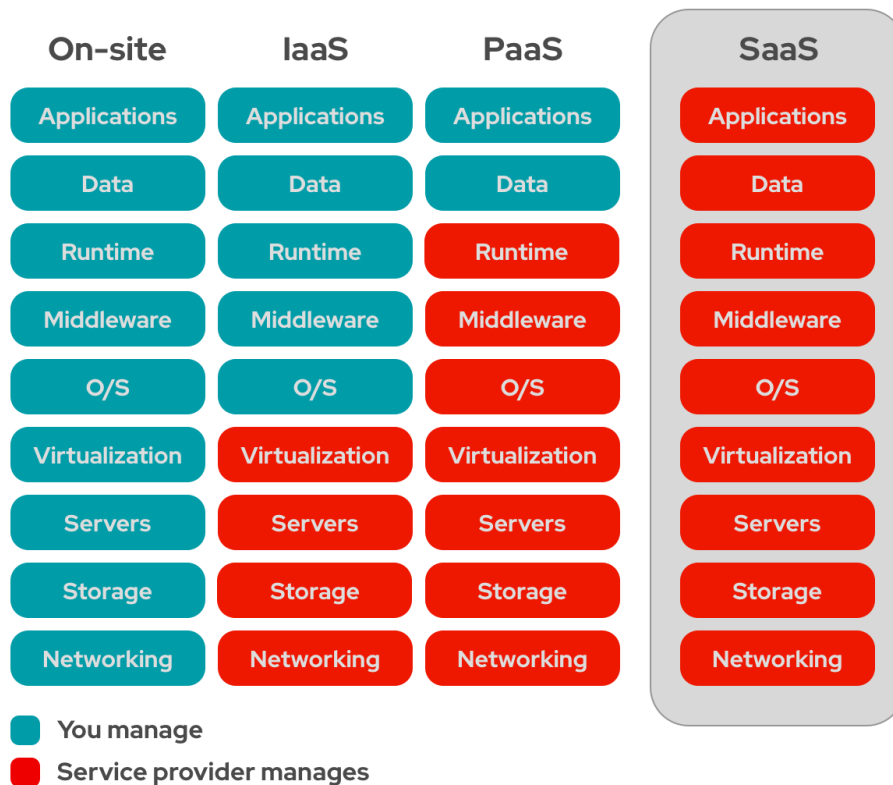 On-site IaaS PaaS SaaS
Applications Applications Applications Applications
Data Data Data Data
Runtime Runtime Runtime Runtime
Middleware Middleware Middleware Middleware
O/S O/S O/S O/S
Virtualization Virtualization Virtualization Virtualization
Servers Servers Servers Servers
Storage Storage Storage Storage
Networking Networking Networking Networking
You manage
Service provider manages